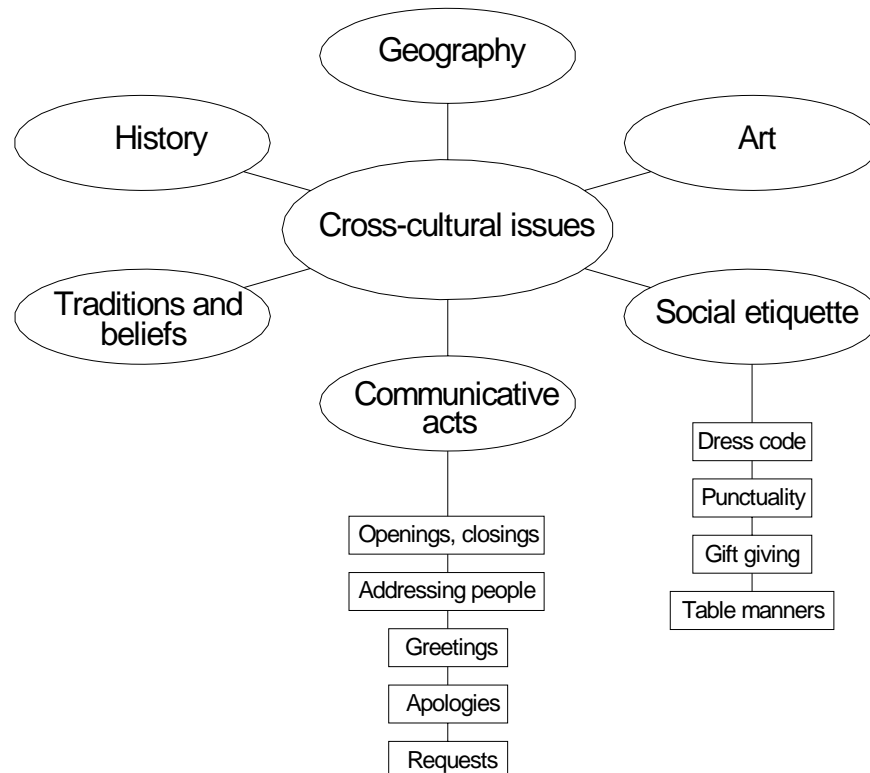 Geography
History
Art
Cross-cultural issues
Traditions and
beliefs
Social etiquette
Communicative
acts
Dress code
Punctuality
Gift giving
Table manners
Openings, closings
Addressing people
Greetings
Apologies
Requests